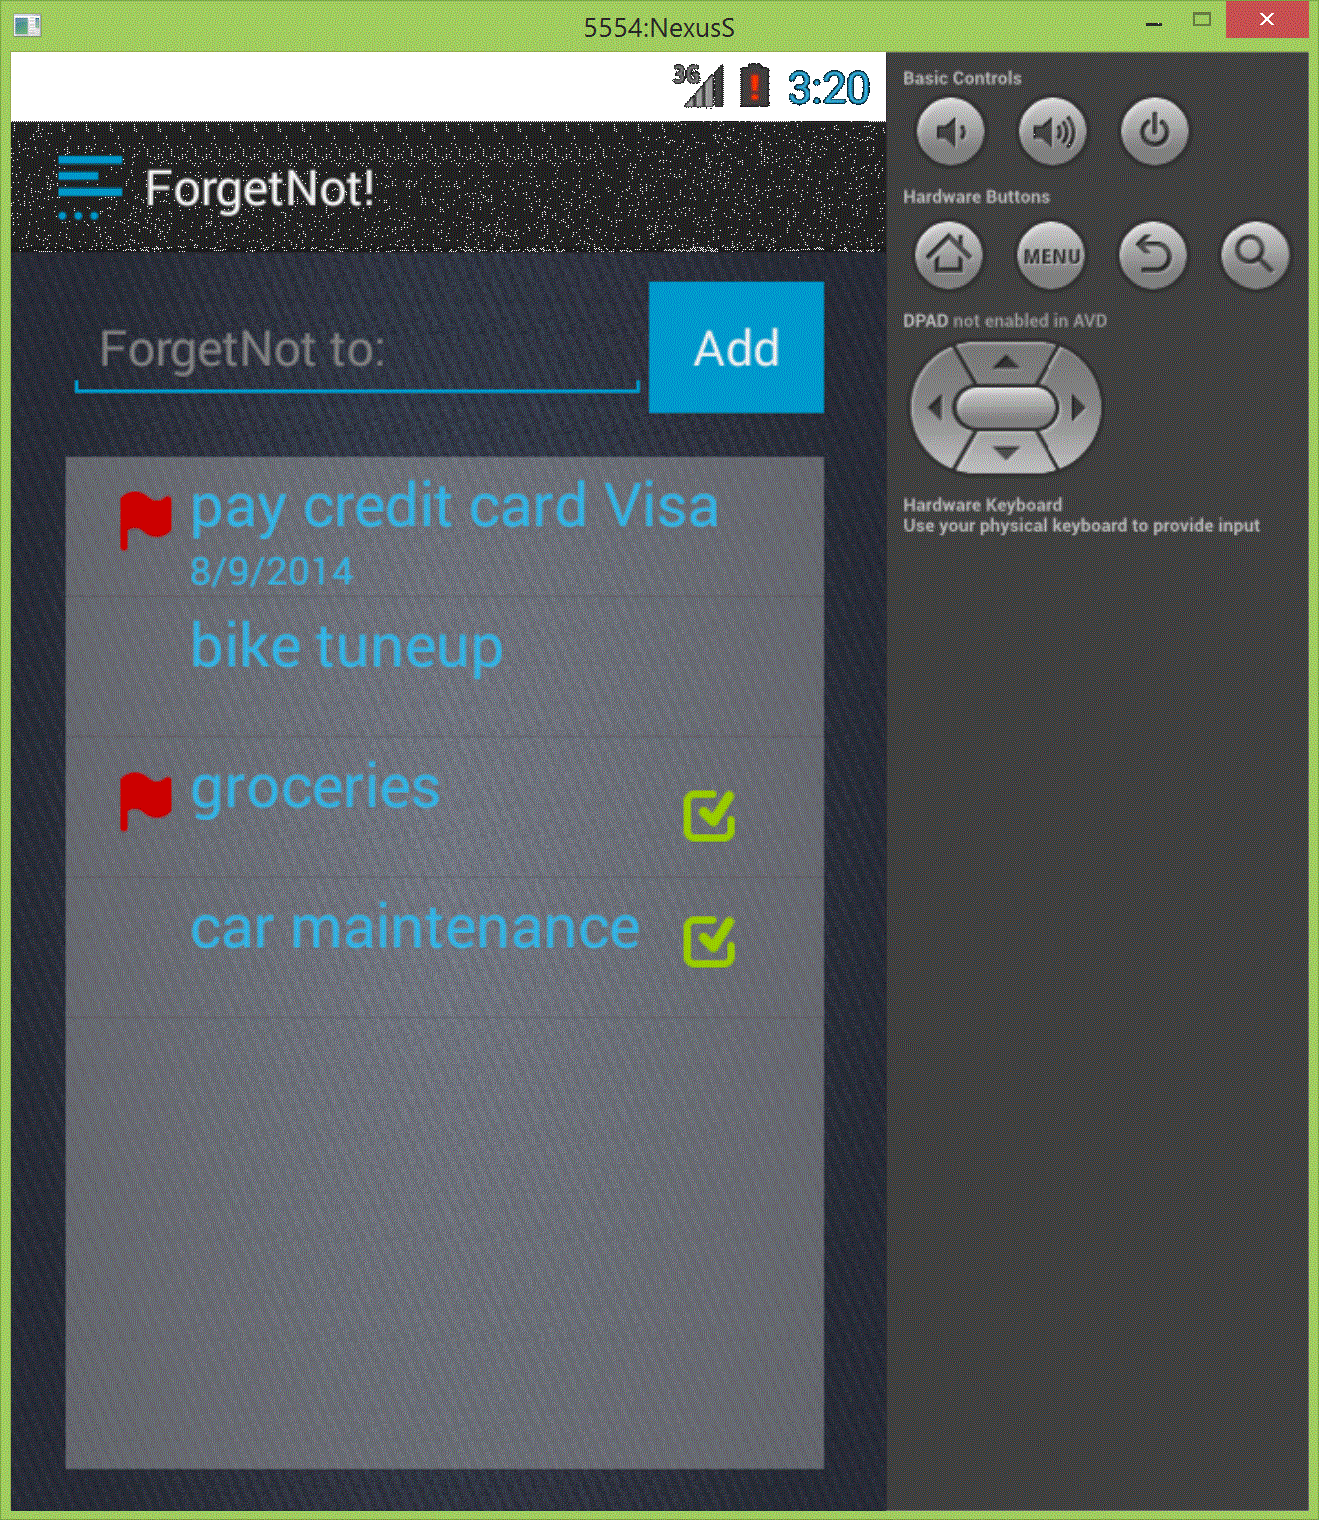 5554:NexusS
3G
3:20
ForgetNot!
ForgetNot to:
Add
pay credit card Visa
8/9/2014
bike tuneup
groceries
car maintenance
Basic Controls
Hardware Buttons
MENU
DPAD not enabled in AVD
Hardware Keyboard
Use your physical keyboard to provide input